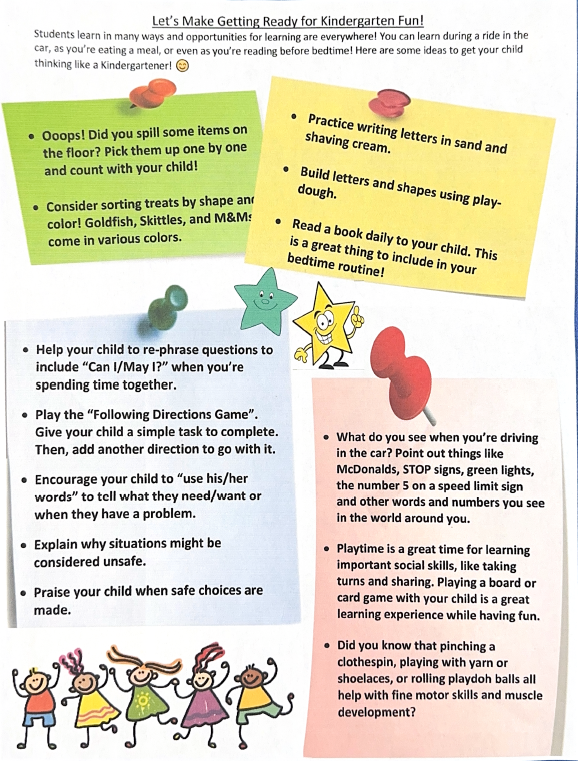 Let's Make Getting Ready for Kindergarten Fun!
Students learn in many ways and opportunities for learning are everywhere! You can learn during a ride in the
car, as you're eating a meal, or even as you're reading before bedtime! Here are some ideas to get your child
thinking like a Kindergartener! 😊
• Ooops! Did you spill some items on
the floor? Pick them up one by one
and count with your child!
• Consider sorting treats by shape and
color! Goldfish, Skittles, and M&Ms
come in various colors.
• Practice writing letters in sand and
shaving cream.
• Build letters and shapes using play-
dough.
• Read a book daily to your child. This
is a great thing to include in your
bedtime routine!
• Help your child to re-phrase questions to
include "Can I/May I?" when you're
spending time together.
• Play the "Following Directions Game".
Give your child a simple task to complete.
Then, add another direction to go with it.
• Encourage your child to "use his/her
words" to tell what they need/want or
when they have a problem.
• Explain why situations might be
considered unsafe.
• Praise your child when safe choices are
made.
• What do you see when you're driving
in the car? Point out things like
McDonalds, STOP signs, green lights,
the number 5 on a speed limit sign
and other words and numbers you see
in the world around you.
• Playtime is a great time for learning
important social skills, like taking
turns and sharing. Playing a board or
card game with your child is a great
learning experience while having fun.
• Did you know that pinching a
clothespin, playing with yarn or
shoelaces, or rolling playdoh balls all
help with fine motor skills and muscle
development?